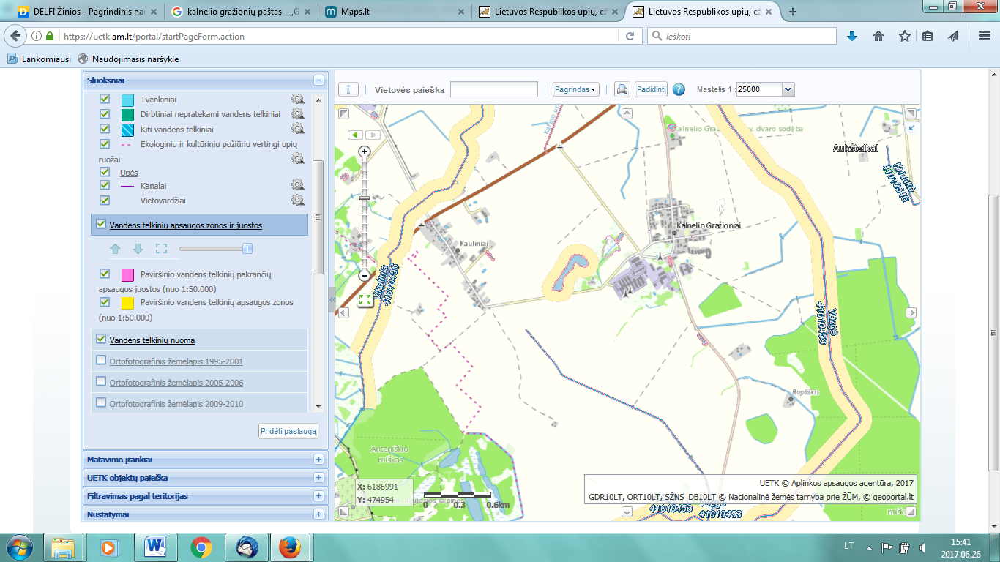 DELFI Žinios - Pagrindinis nau
kalnelio gražionių paštas - „G
Maps.lt
Lietuvos Respublikos upių, ež
Lietuvos Respublikos upių, ež
https://uetk.am.lt/portal/startPageForm.action
Ieškoti
Lankomiausi
Naudojimasis naršykle
Sluoksniai
Tvenkiniai
Dirbtiniai nepratekami vandens telkiniai
Kiti vandens telkiniai
Ekologiniu ir kultūriniu požiūriu vertingi upių
ruožai
Upės
Kanalai
Vietovardžiai
Vandens telkinių apsaugos zonos ir juostos
Paviršinio vandens telkinių pakrančių
apsaugos juostos (nuo 1:50.000)
Paviršinio vandens telkinių apsaugos zonos
(nuo 1:50.000)
Vandens telkinių nuoma
Ortofotografinis žemėlapis 1995-2001
Ortofotografinis žemėlapis 2005-2006
Ortofotografinis žemėlapis 2009-2010
Pridėti paslaugą
Matavimo įrankiai
UETK objektų paieška
Filtravimas pagal teritorijas
Nustatymai
Vietovės paieška
Pagrindas
Padidinti
Mastelis 1 :
25000
dvaro sodyba
Aukštelkai
41010346
Kalnelio Gražioniai
Kauliniai
41010455
Vėzgė
41010453
Rupliškis
Antaniškio
miškas
X: 6186991
Y: 474954
0 0.3 0.6km
UETK © Aplinkos apsaugos agentūra, 2017
GDR10LT, ORT10LT, SŽNS_DB10LT © Nacionalinė žemės tarnyba prie ŽŪM, © geoportal.lt
41010453
41010453
LT
15:41
2017.06.26